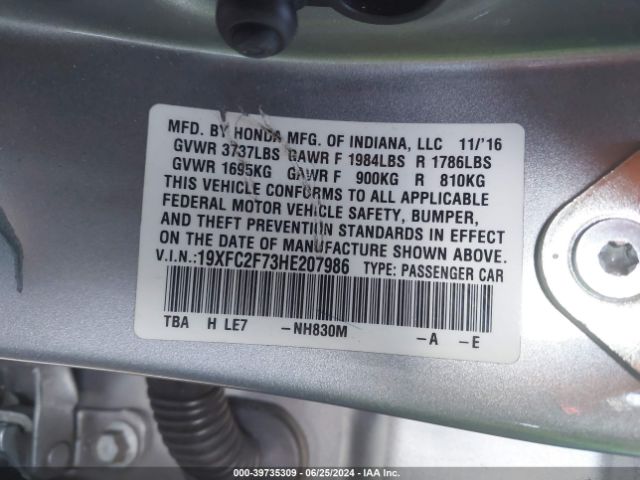 MFD. BY HONDA MFG. OF INDIANA, LLC 11/'16
GVWR 3737LBS GAWR F 1984LBS R 1786LBS
GVWR 1695KG GAWR F 900KG R 810KG
THIS VEHICLE CONFORMS TO ALL APPLICABLE
FEDERAL MOTOR VEHICLE SAFETY, BUMPER,
AND THEFT PREVENTION STANDARDS IN EFFECT
ON THE DATE OF MANUFACTURE SHOWN ABOVE.
V.I.N.:19XFC2F73HE207986 TYPE: PASSENGER CAR
TBA H LE7 -NH830M -A -E
000-39735309 - 06/25/2024 - IAA Inc.